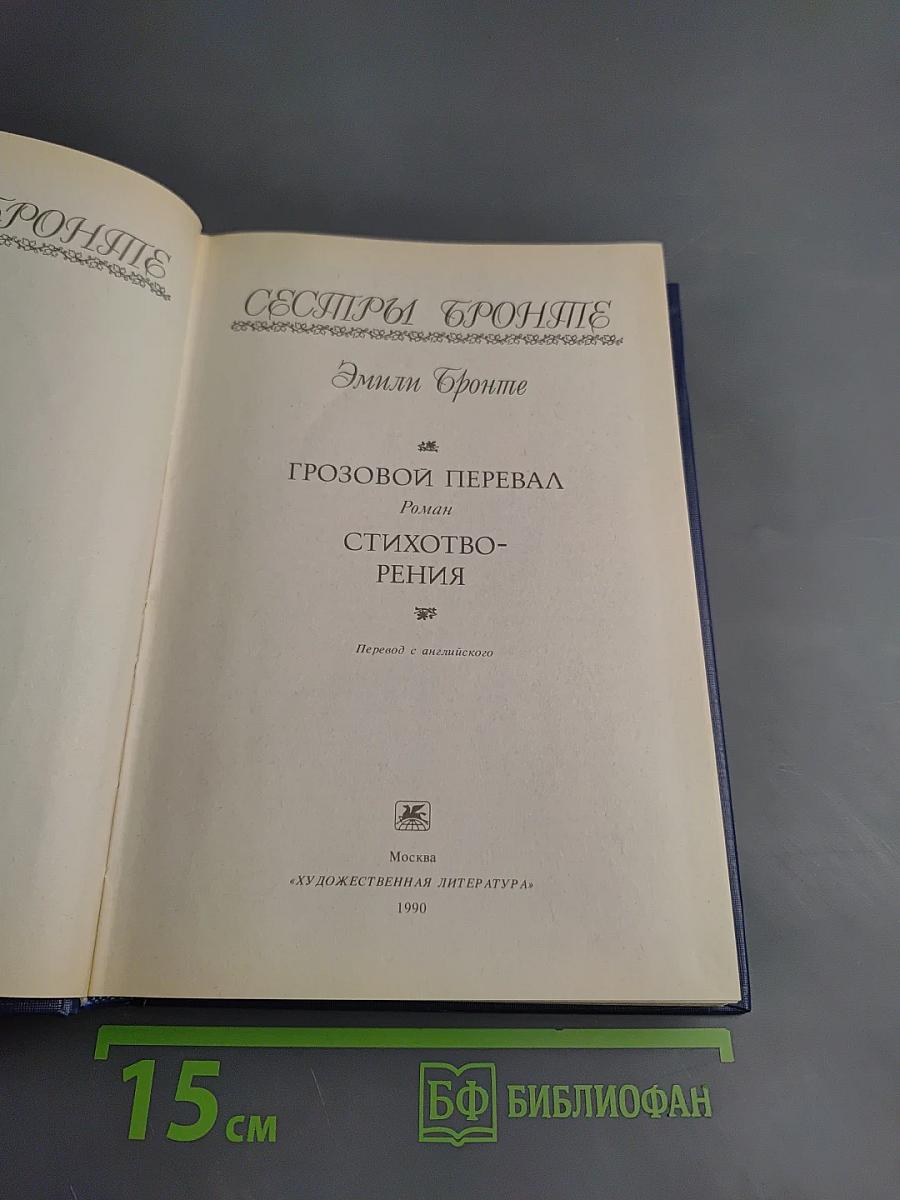 БРОНТЕ
СЕСТРЫ БРОНТЕ
Эмили Бронте
ГРОЗОВОЙ ПЕРЕВАЛ
Роман
СТИХОТВО-
РЕНИЯ
Перевод с английского
Москва
«ХУДОЖЕСТВЕННАЯ ЛИТЕРАТУРА»
1990
15 см
БФ БИБЛИОФАН